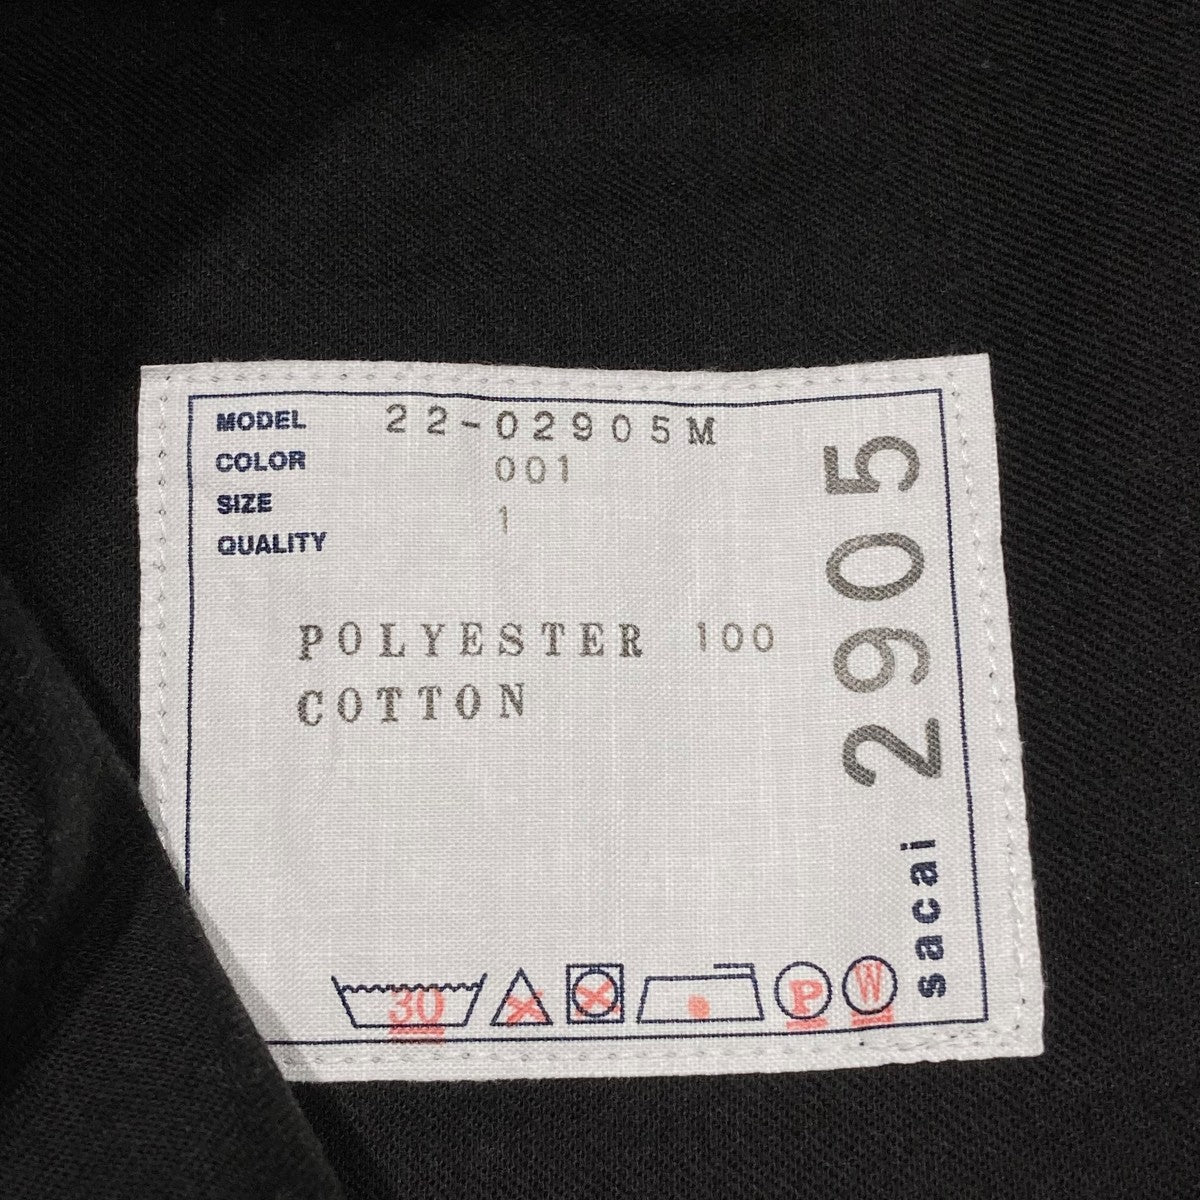 MODEL 22-02905M
COLOR 001
SIZE 1
QUALITY
POLYESTER 100
COTTON
2905
sacai
30
P
W